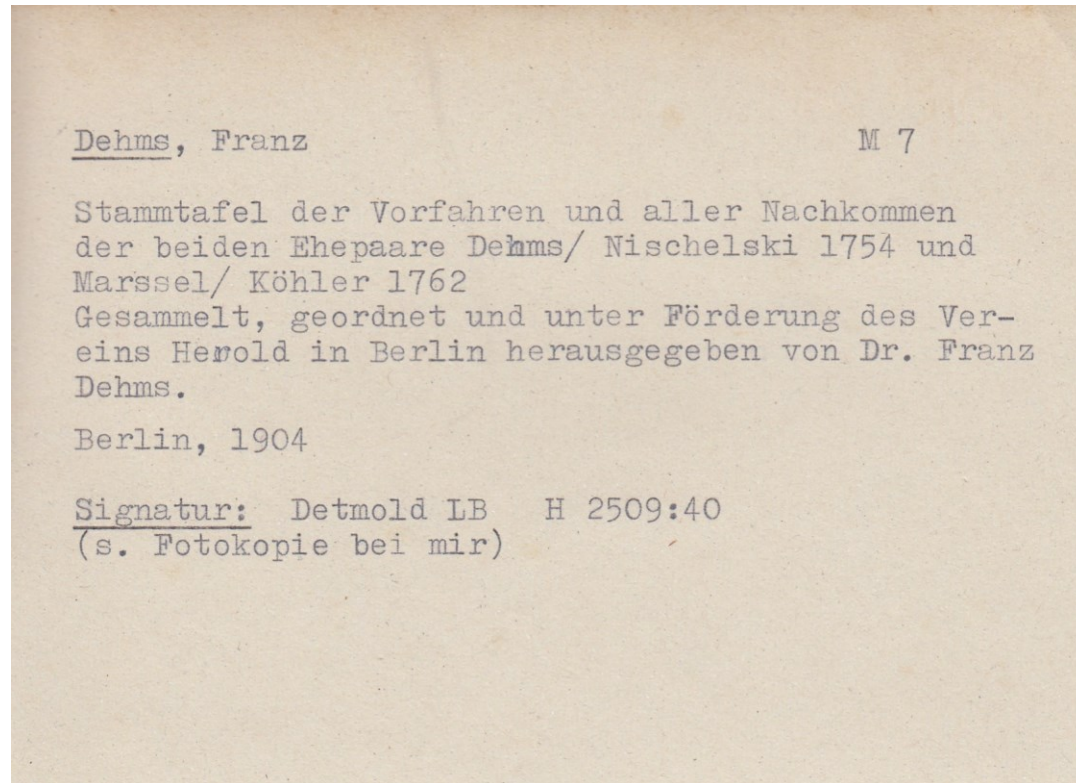 Dehms, Franz M 7
Stammtafel der Vorfahren und aller Nachkommen
der beiden Ehepaare Dehms/ Nischelski 1754 und
Marssel/ Köhler 1762
Gesammelt, geordnet und unter Förderung des Ver-
eins Herold in Berlin herausgegeben von Dr. Franz
Dehms.
Berlin, 1904
Signatur: Detmold LB H 2509:40
(s. Fotokopie bei mir)